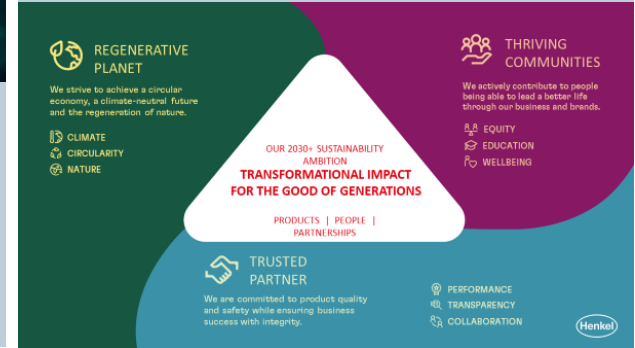 REGENERATIVE
PLANET
We strive to achieve a circular
economy, a climate-neutral future
and the regeneration of nature.
CLIMATE
CIRCULARITY
NATURE
THRIVING
COMMUNITIES
We actively contribute to people
being able to lead a better life
through our business and brands.
EQUITY
EDUCATION
WELLBEING
OUR 2030+ SUSTAINABILITY
AMBITION
TRANSFORMATIONAL IMPACT
FOR THE GOOD OF GENERATIONS
PRODUCTS | PEOPLE |
PARTNERSHIPS
TRUSTED
PARTNER
We are committed to product quality
and safety while ensuring business
success with integrity.
PERFORMANCE
TRANSPARENCY
COLLABORATION
Henkel